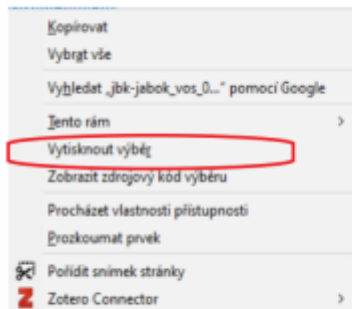 Kopírovat
Vybrat vše
Vyhledat „jbk-jabok_vos_0...“ pomocí Google
Tento rám
Vytisknout výběr
Zobrazit zdrojový kód výběru
Procházet vlastnosti přístupnosti
Prozkoumat prvek
Pořídit snímek stránky
Zotero Connector